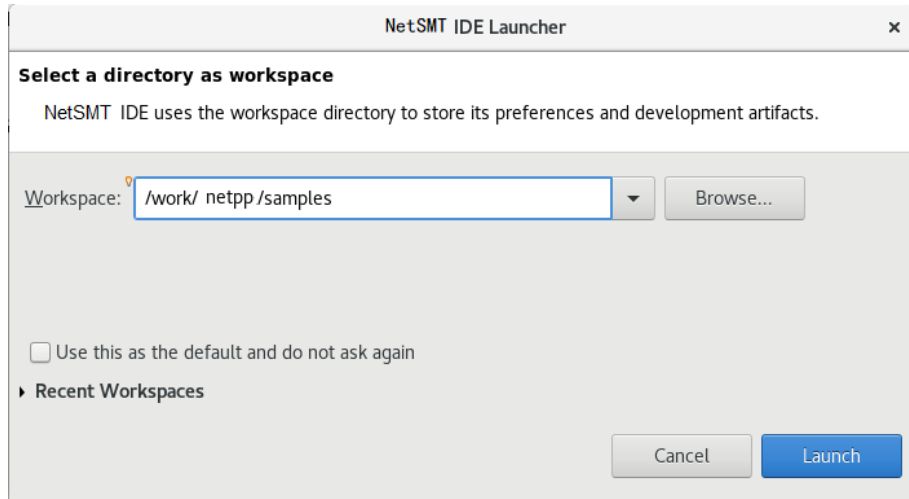 NetSMT IDE Launcher ×
Select a directory as workspace
NetSMT IDE uses the workspace directory to store its preferences and development artifacts.
Workspace: /work/ netpp /samples Browse...
Use this as the default and do not ask again
Recent Workspaces
Cancel Launch